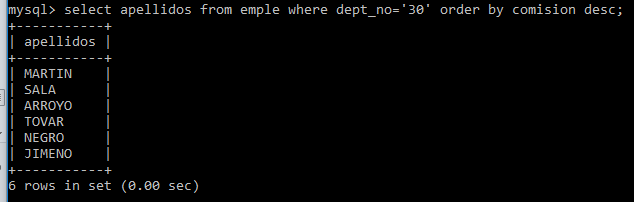 mysql> select apellidos from emple where dept_no='30' order by comision desc;
+-----------+
| apellidos |
+-----------+
| MARTIN    |
| SALA      |
| ARROYO    |
| TOVAR     |
| NEGRO     |
| JIMENO    |
+-----------+
6 rows in set (0.00 sec)